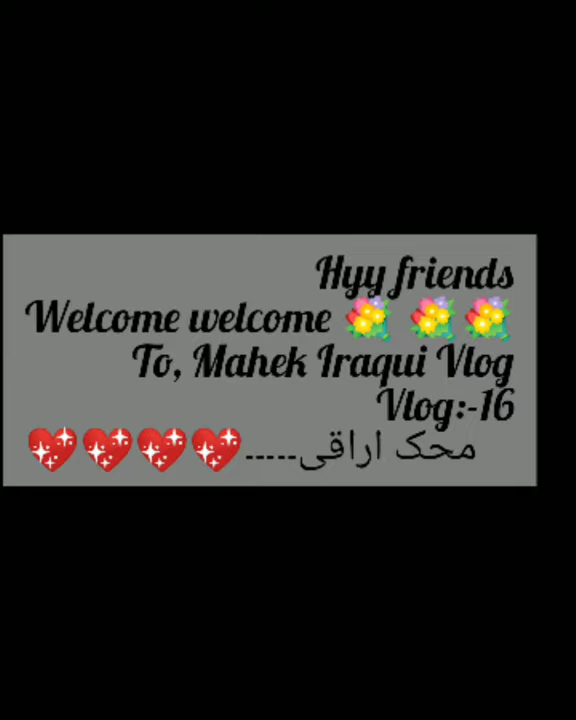 Hyy friends
Welcome welcome 💐 💐 💐
To, Mahek Iraqui Vlog
Vlog:-16
محک اراقی.....💖💖💖💖